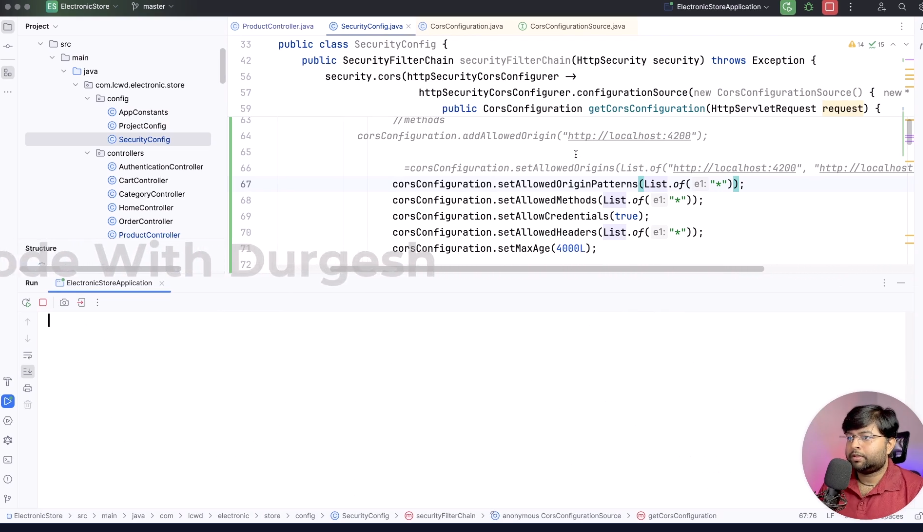 ES ElectronicStore
master
ElectronicStoreApplication
Project
ProductController.java
SecurityConfig.java
CorsConfiguration.java
CorsConfigurationSource.java
src
main
java
com.lcwd.electronic.store
config
AppConstants
ProjectConfig
SecurityConfig
controllers
AuthenticationController
CartController
CategoryController
HomeController
OrderController
ProductController
Structure
14
15
33 public class SecurityConfig {
42 public SecurityFilterChain securityFilterChain(HttpSecurity security) throws Exception {
56 security.cors(httpSecurityCorsConfigurer ->
57 httpSecurityCorsConfigurer.configurationSource(new CorsConfigurationSource() { new
60 public CorsConfiguration getCorsConfiguration(HttpServletRequest request) {
63 //methods
64 corsConfiguration.addAllowedOrigin("http://localhost:4200");
65
66 =corsConfiguration.setAllowedOrigins(List.of("http://localhost:4200", "http://localhost
67 corsConfiguration.setAllowedOriginPatterns(List.of( e1: "*"));
68 corsConfiguration.setAllowedMethods(List.of( e1: "*"));
69 corsConfiguration.setAllowCredentials(true);
70 corsConfiguration.setAllowedHeaders(List.of( e1: "*"));
71 corsConfiguration.setMaxAge(4000L);
72
ode With Durgesh
Run
ElectronicStoreApplication
ElectronicStore
src
main
java
com
lcwd
electronic
store
config
SecurityConfig
securityFilterChain
anonymous CorsConfigurationSource
getCorsConfiguration
67:76
LF